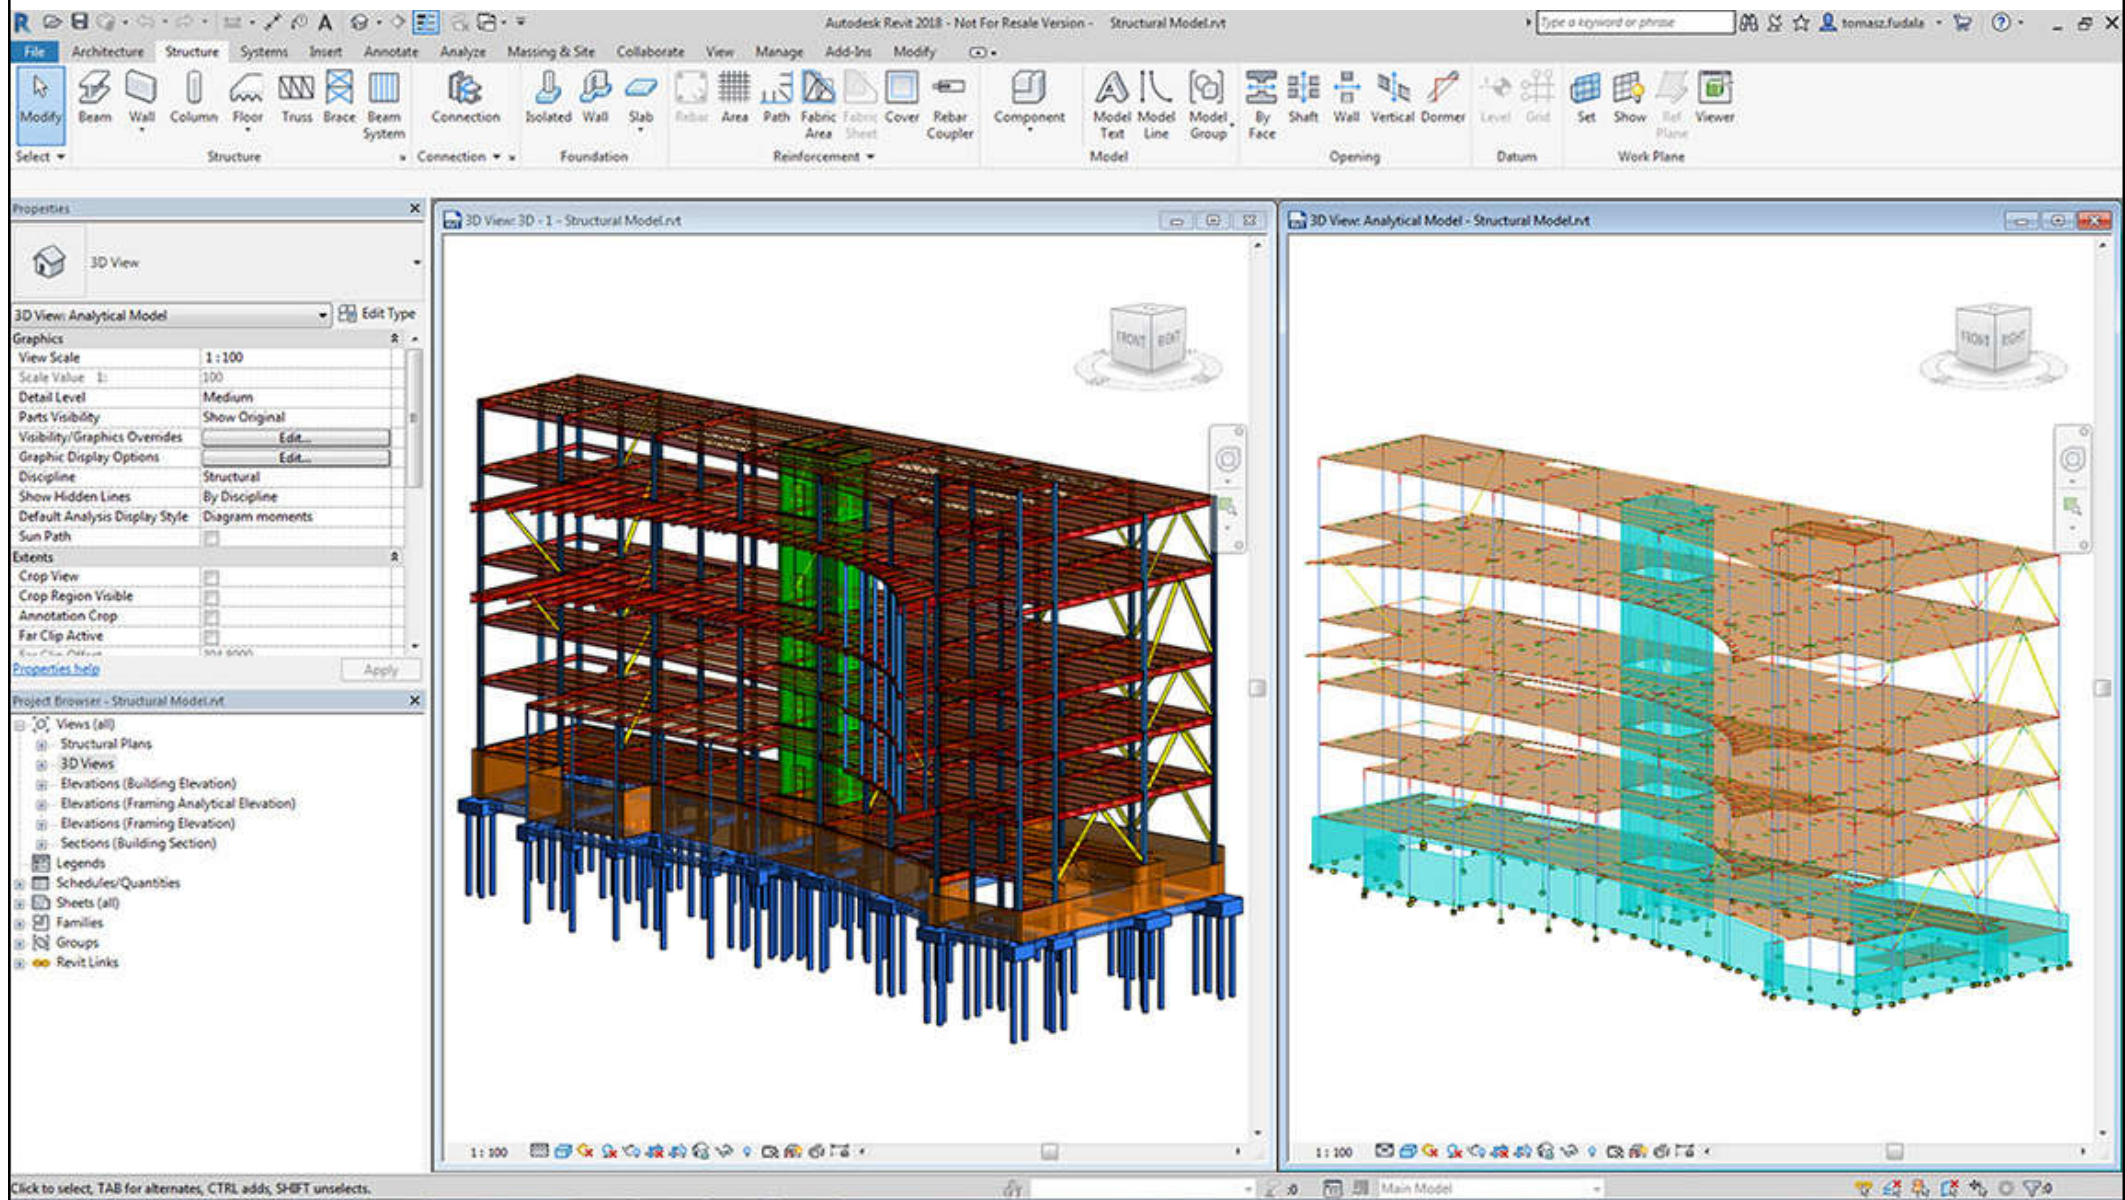 Autodesk Revit 2018 - Not For Resale Version - Structural Model.rvt
Type a keyword or phrase
tomasz.fudala
File Architecture Structure Systems Insert Annotate Analyze Massing & Site Collaborate View Manage Add-Ins Modify
Modify Beam Wall Column Floor Truss Brace Beam System Connection Isolated Wall Slab Rebar Area Path Fabric Area Fabric Sheet Cover Rebar Coupler Component Model Text Model Line Model Group By Face Shaft Wall Vertical Dormer Level Grid Set Show Ref Plane Viewer
Select Structure Connection Foundation Reinforcement Model Opening Datum Work Plane
Properties
3D View
3D View: Analytical Model Edit Type
Graphics
View Scale 1 : 100
Scale Value 1: 100
Detail Level Medium
Parts Visibility Show Original
Visibility/Graphics Overrides Edit...
Graphic Display Options Edit...
Discipline Structural
Show Hidden Lines By Discipline
Default Analysis Display Style Diagram moments
Sun Path
Extents
Crop View
Crop Region Visible
Annotation Crop
Far Clip Active
Properties help Apply
Project Browser - Structural Model.rvt
Views (all)
Structural Plans
3D Views
Elevations (Building Elevation)
Elevations (Framing Analytical Elevation)
Elevations (Framing Elevation)
Sections (Building Section)
Legends
Schedules/Quantities
Sheets (all)
Families
Groups
Revit Links
3D View: 3D - 1 - Structural Model.rvt
FRONT RIGHT
1 : 100
3D View: Analytical Model - Structural Model.rvt
FRONT RIGHT
1 : 100
Click to select, TAB for alternates, CTRL adds, SHIFT unselects.
:0
Main Model
:0